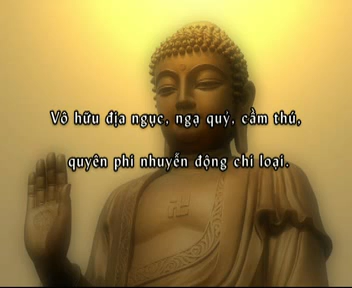 Vô hữu địa ngục, ngạ quỷ, cầm thú,
quyên phi nhuyễn động chi loại.